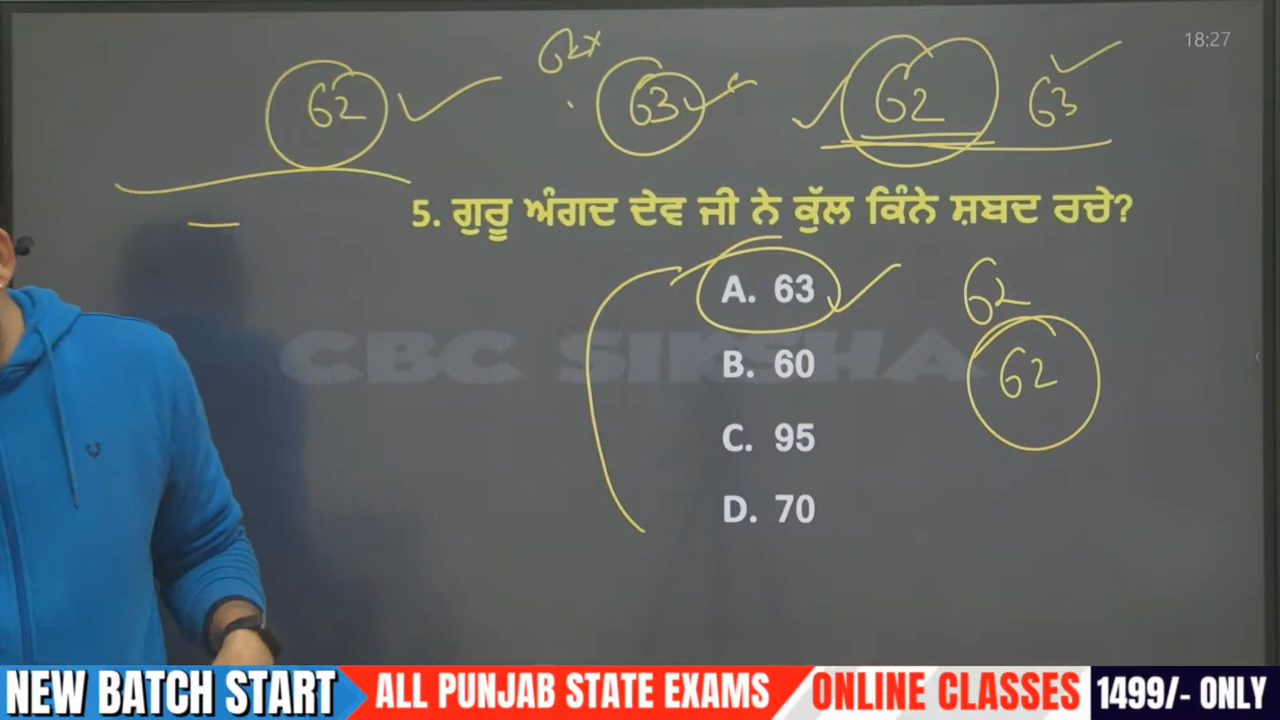 18:27
62 62x 63 62 63
5. ਗੁਰੂ ਅੰਗਦ ਦੇਵ ਜੀ ਨੇ ਕੁੱਲ ਕਿੰਨੇ ਸ਼ਬਦ ਰਚੇ?
A. 63
62
B. 60
62
CBC SIKSHA
C. 95
D. 70
NEW BATCH START ALL PUNJAB STATE EXAMS ONLINE CLASSES 1499/- ONLY